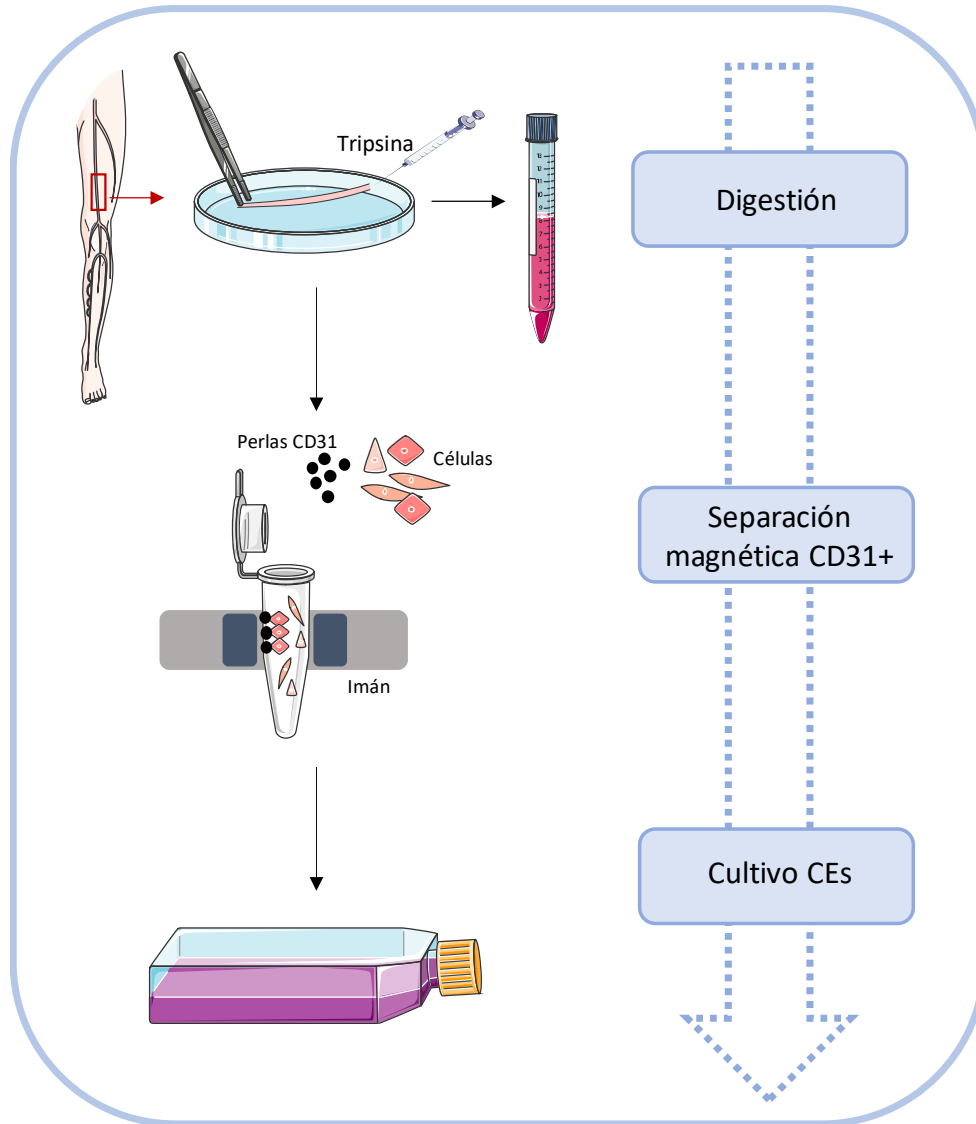 Tripsina
Digestión
Perlas CD31
Células
Separación
magnética CD31+
Imán
Cultivo CEs